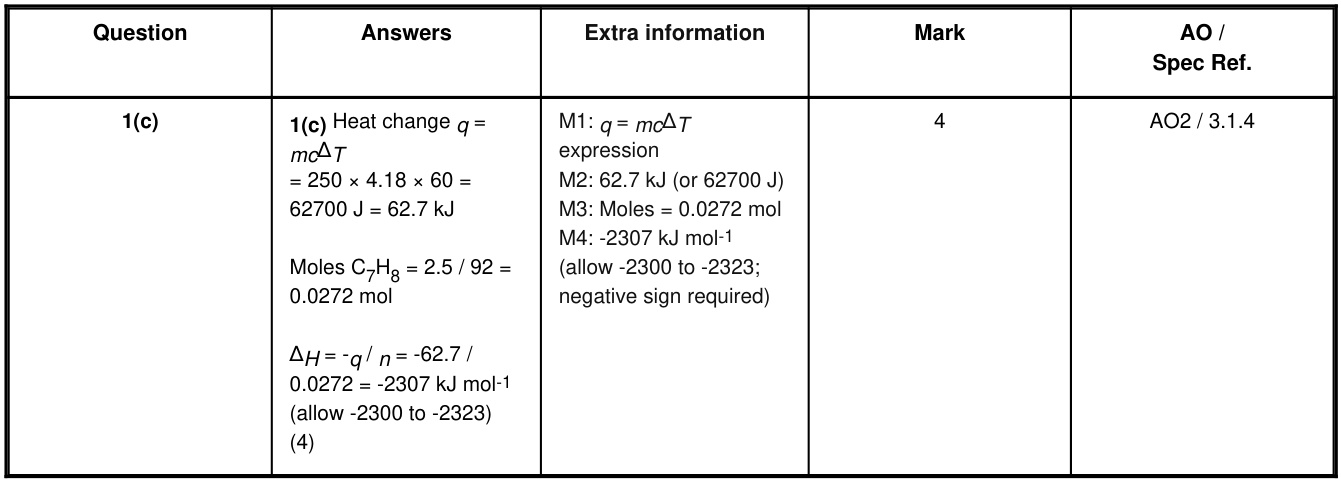 Question Answers Extra information Mark AO /
Spec Ref.
1(c)
1(c) Heat change q =
mcΔT
= 250 × 4.18 × 60 =
62700 J = 62.7 kJ
Moles C7H8 = 2.5 / 92 =
0.0272 mol
ΔH = -q / n = -62.7 /
0.0272 = -2307 kJ mol-1
(allow -2300 to -2323)
(4)
M1: q = mcΔT
expression
M2: 62.7 kJ (or 62700 J)
M3: Moles = 0.0272 mol
M4: -2307 kJ mol-1
(allow -2300 to -2323;
negative sign required)
4
AO2 / 3.1.4